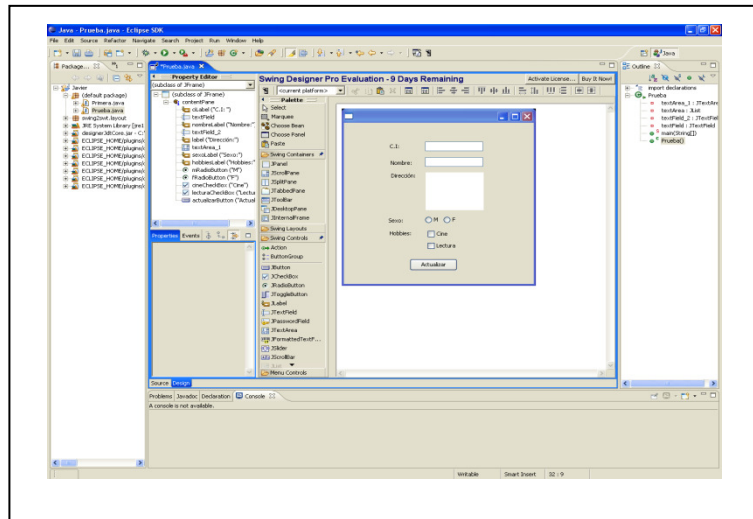 Java - Prueba.java - Eclipse SDK
File Edit Source Refactor Navigate Search Project Run Window Help
Java
Package...
Javier
(default package)
Primera.java
Prueba.java
swing2swt.layout
JRE System Library [jre1
designerJdtCore.jar - C:
ECLIPSE_HOME/plugins/
ECLIPSE_HOME/plugins/
ECLIPSE_HOME/plugins/
ECLIPSE_HOME/plugins/
ECLIPSE_HOME/plugins/
*Prueba.java
Property Editor
(subclass of JFrame)
(subclass of JFrame)
contentPane
cLabel ("C.I: ")
textField
nombreLabel ("Nombre:"
textField_2
label ("Dirección:")
textArea_1
sexoLabel ("Sexo:")
hobbiesLabel ("Hobbies:"
mRadioButton ("M")
fRadioButton ("F")
cineCheckBox ("Cine")
lecturaCheckBox ("Lectu
actualizarButton ("Actual
Properties Events
Swing Designer Pro Evaluation - 9 Days Remaining
Activate License... Buy It Now!
<current platform>
Palette
Select
Marquee
Choose Bean
Choose Panel
Paste
Swing Containers
JPanel
JScrollPane
JSplitPane
JTabbedPane
JToolBar
JDesktopPane
JInternalFrame
Swing Layouts
Swing Controls
Action
ButtonGroup
JButton
JCheckBox
JRadioButton
JToggleButton
JLabel
JTextField
JPasswordField
JTextArea
JFormattedTextF...
JSlider
JScrollBar
Menu Controls
C.I:
Nombre:
Dirección:
Sexo: M F
Hobbies: Cine
Lectura
Actualizar
Outline
import declarations
Prueba
textArea_1 : JTextAre
textArea : JList
textField_2 : JTextField
textField : JTextField
main(String[])
Prueba()
Source Design
Problems Javadoc Declaration Console
A console is not available.
Writable Smart Insert 32 : 9